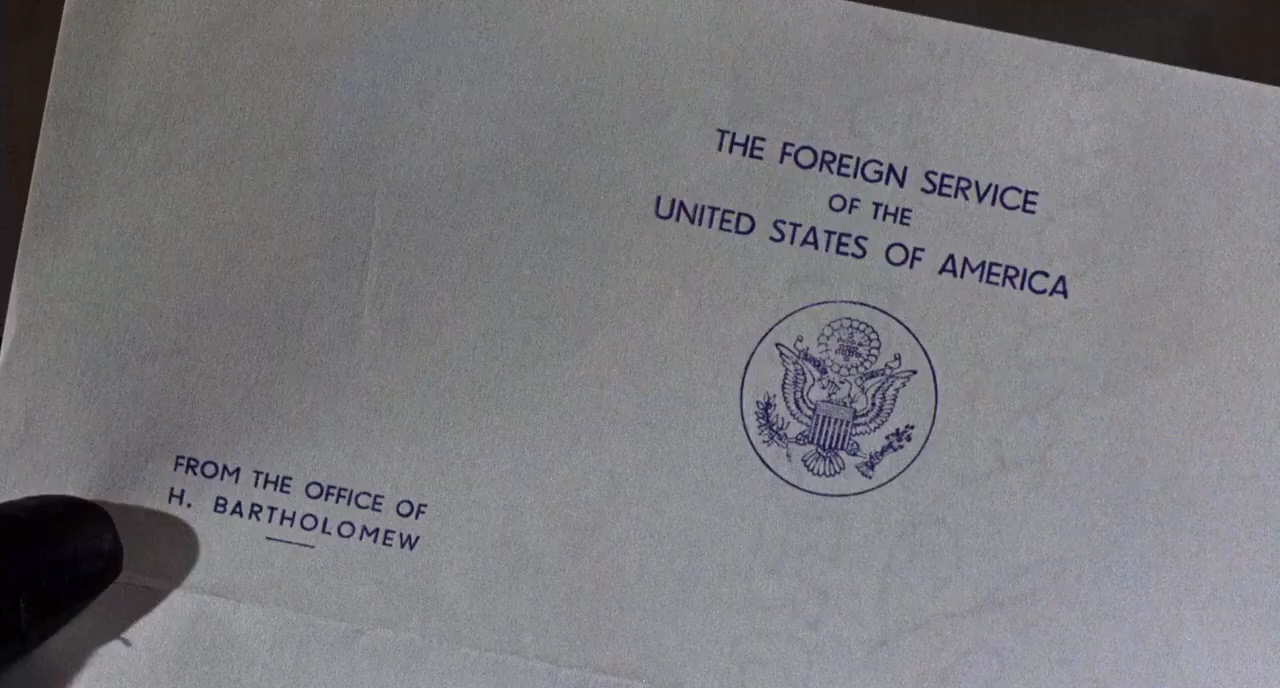 THE FOREIGN SERVICE
OF THE
UNITED STATES OF AMERICA
FROM THE OFFICE OF
H. BARTHOLOMEW